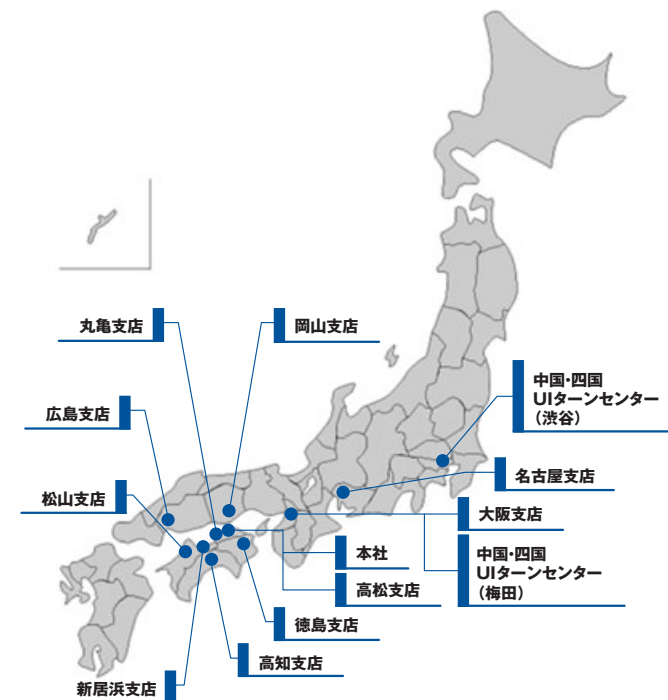 丸亀支店
岡山支店
中国・四国
UIターンセンター
（渋谷）
広島支店
名古屋支店
松山支店
大阪支店
本社
中国・四国
UIターンセンター
（梅田）
高松支店
徳島支店
高知支店
新居浜支店